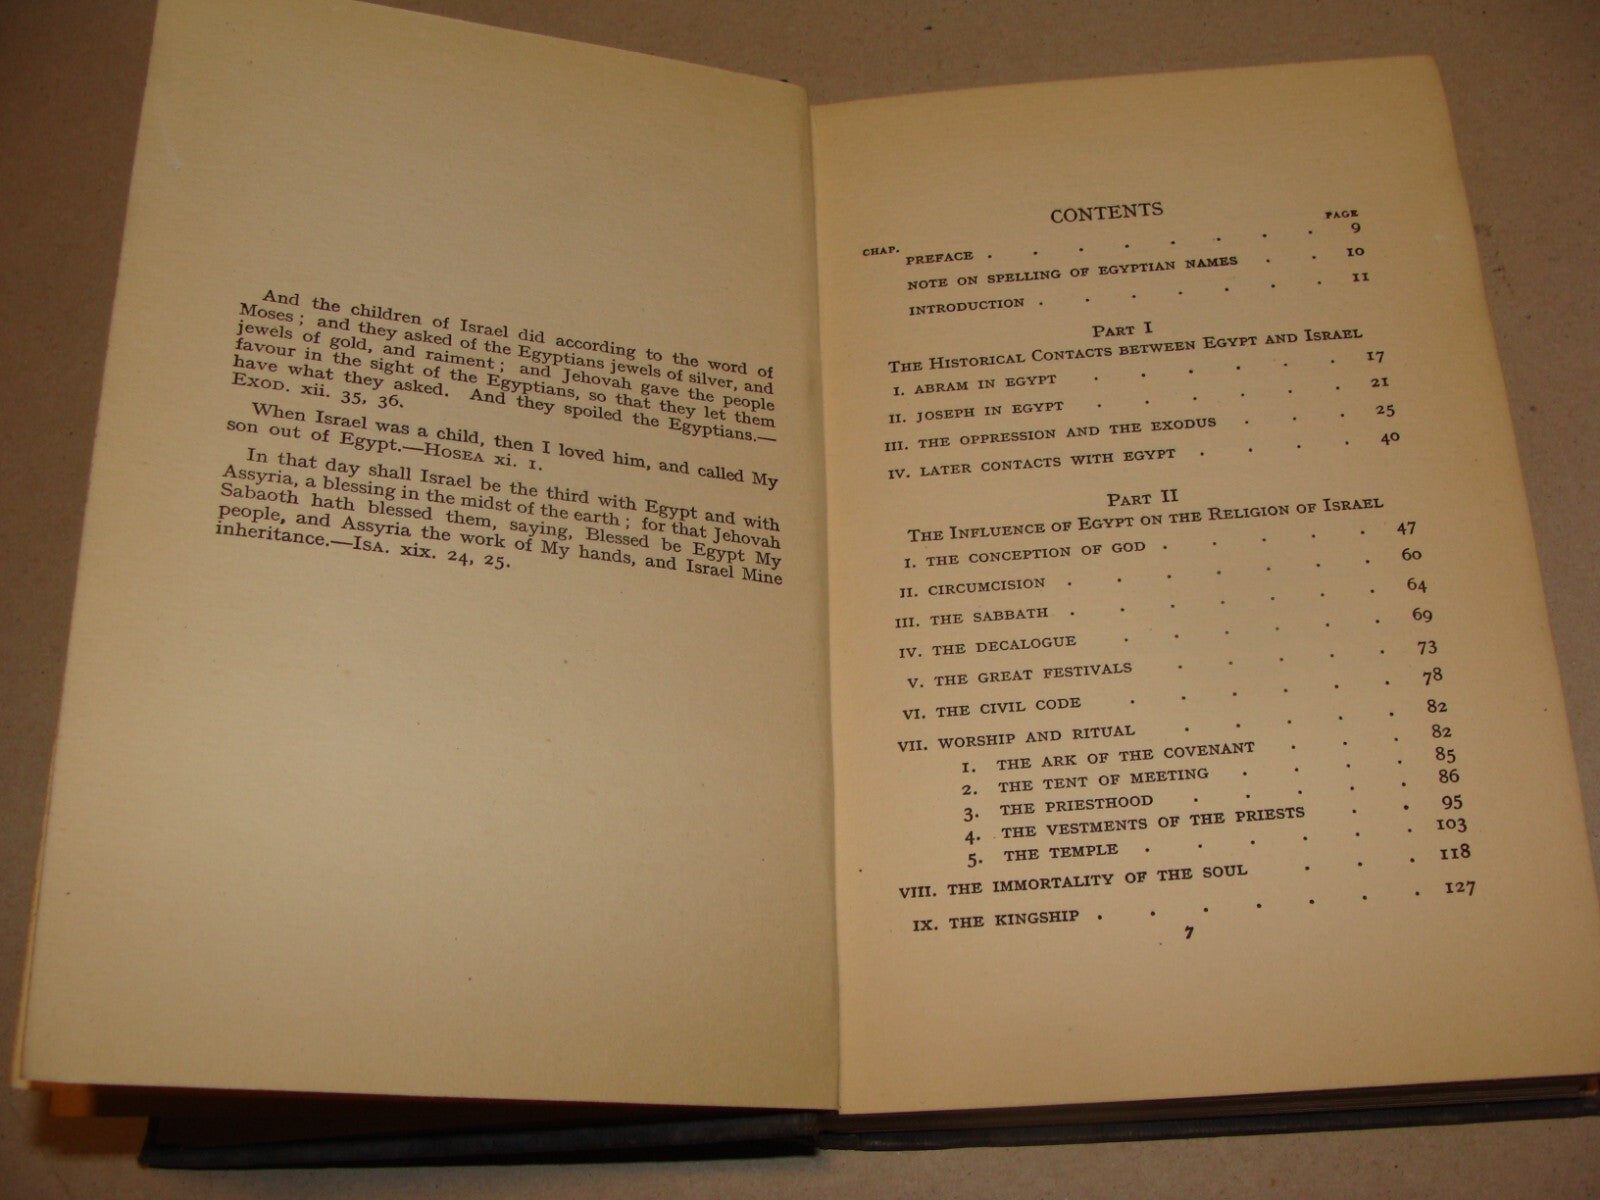 And the children of Israel did according to the word of
Moses ; and they asked of the Egyptians jewels of silver, and
jewels of gold, and raiment ; and Jehovah gave the people
favour in the sight of the Egyptians, so that they let them
have what they asked. And they spoiled the Egyptians.—
EXOD. xii. 35, 36.
When Israel was a child, then I loved him, and called My
son out of Egypt.—HOSEA xi. 1.
In that day shall Israel be the third with Egypt and with
Assyria, a blessing in the midst of the earth ; for that Jehovah
Sabaoth hath blessed them, saying, Blessed be Egypt My
people, and Assyria the work of My hands, and Israel Mine
inheritance.—ISA. xix. 24, 25.
CONTENTS
CHAP. PAGE
PREFACE . . . . . . . . 9
NOTE ON SPELLING OF EGYPTIAN NAMES . . 10
INTRODUCTION . . . . . . . 11
PART I
THE HISTORICAL CONTACTS BETWEEN EGYPT AND ISRAEL
I. ABRAM IN EGYPT . . . . . . 17
II. JOSEPH IN EGYPT . . . . . . 21
III. THE OPPRESSION AND THE EXODUS . . . 25
IV. LATER CONTACTS WITH EGYPT . . . . 40
PART II
THE INFLUENCE OF EGYPT ON THE RELIGION OF ISRAEL
I. THE CONCEPTION OF GOD . . . . . 47
II. CIRCUMCISION . . . . . . . 60
III. THE SABBATH . . . . . . . 64
IV. THE DECALOGUE . . . . . . 69
V. THE GREAT FESTIVALS . . . . . 73
VI. THE CIVIL CODE . . . . . . 78
VII. WORSHIP AND RITUAL . . . . . 82
1. THE ARK OF THE COVENANT . . . 82
2. THE TENT OF MEETING . . . . 85
3. THE PRIESTHOOD . . . . . 86
4. THE VESTMENTS OF THE PRIESTS . . 95
5. THE TEMPLE . . . . . . 103
VIII. THE IMMORTALITY OF THE SOUL . . . 118
IX. THE KINGSHIP . . . . . . . 127
7